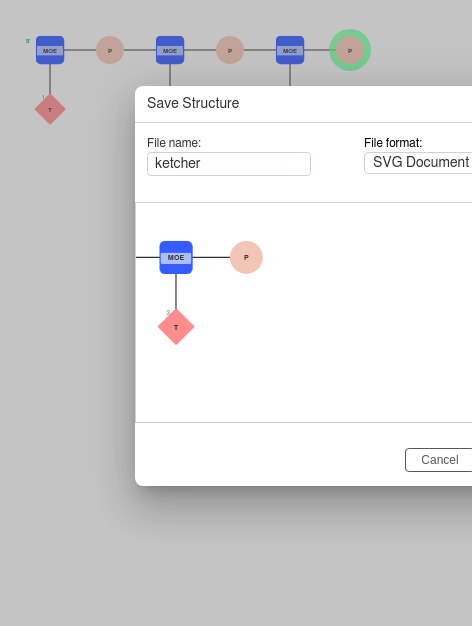 5'
MOE P MOE P MOE P
T
Save Structure
File name:
File format:
ketcher
SVG Document
MOE P
3
T
Cancel